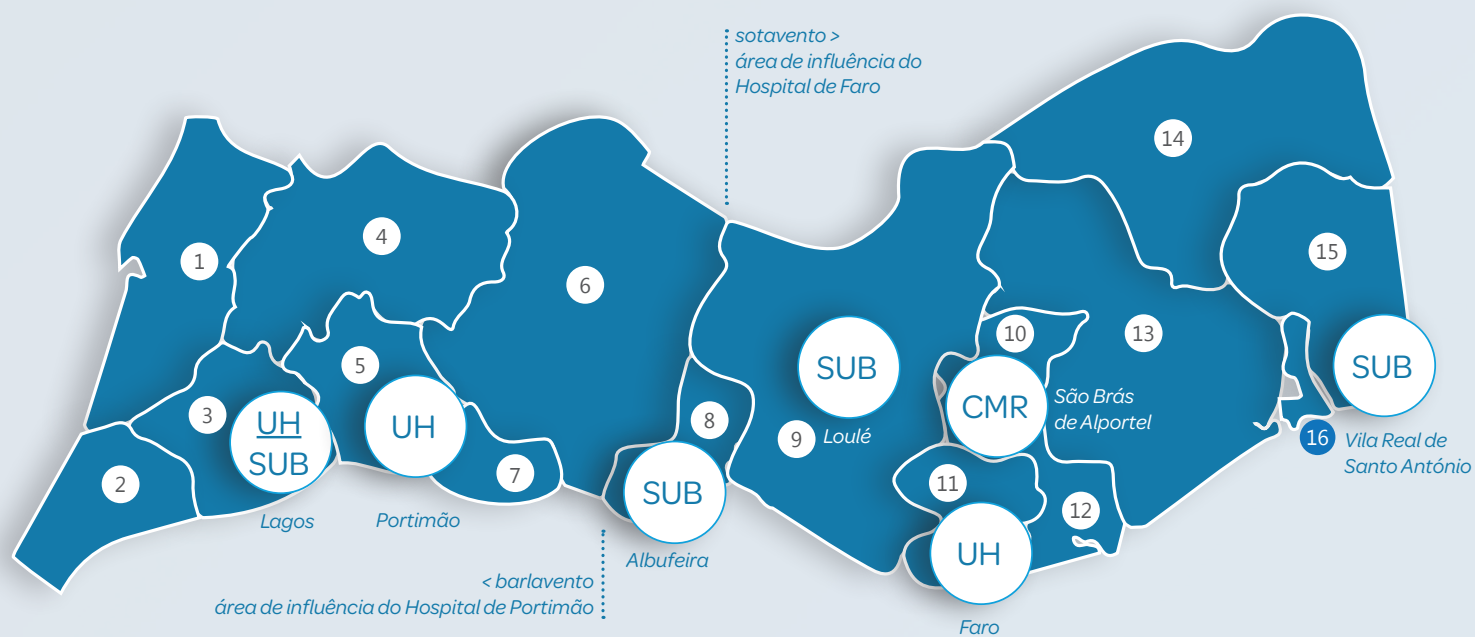 sotavento >
área de influência do
Hospital de Faro
14
4
1
15
6
10
13
5
SUB
SUB
CMR
São Brás
de Alportel
3
UH
SUB
UH
8
9
Loulé
16
Vila Real de
Santo António
2
7
SUB
11
12
Lagos
Portimão
UH
Albufeira
< barlavento
área de influência do Hospital de Portimão
Faro